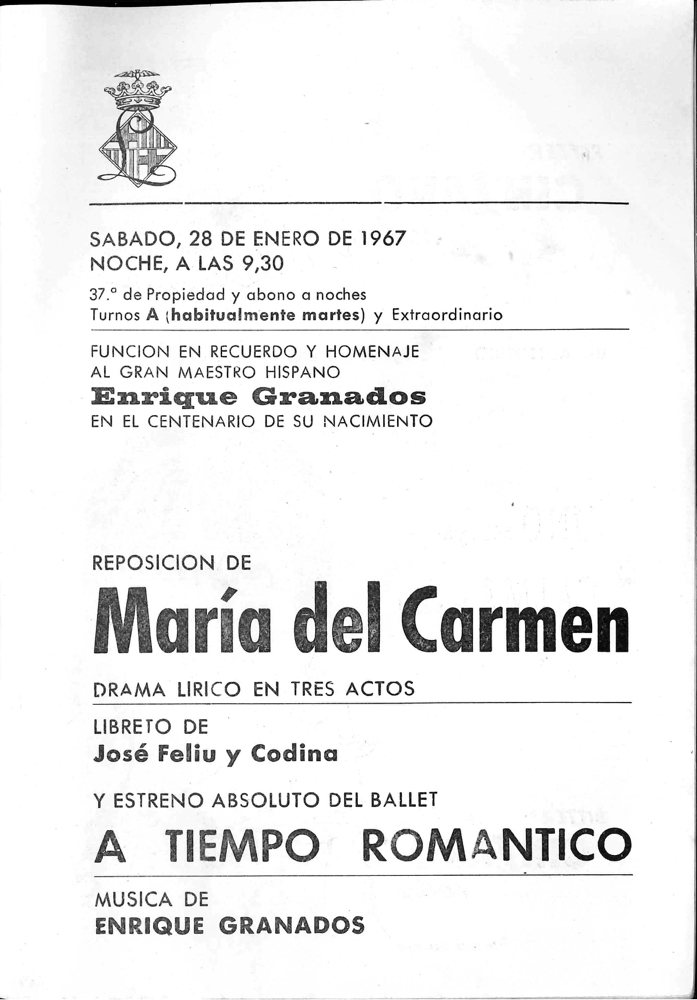 SABADO, 28 DE ENERO DE 1967
NOCHE, A LAS 9,30
37.ª de Propiedad y abono a noches
Turnos A (habitualmente martes) y Extraordinario
FUNCION EN RECUERDO Y HOMENAJE
AL GRAN MAESTRO HISPANO
Enrique Granados
EN EL CENTENARIO DE SU NACIMIENTO
REPOSICION DE
María del Carmen
DRAMA LIRICO EN TRES ACTOS
LIBRETO DE
José Feliu y Codina
Y ESTRENO ABSOLUTO DEL BALLET
A TIEMPO ROMANTICO
MUSICA DE
ENRIQUE GRANADOS